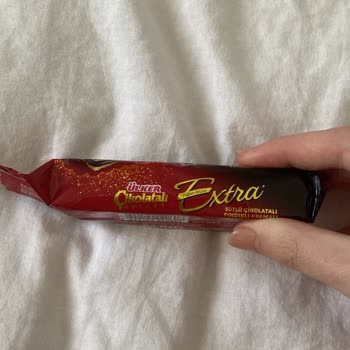 ÜLKER
Çikolatalı
Extra
SÜTLÜ ÇİKOLATALI
FINDIKLI KREMALI